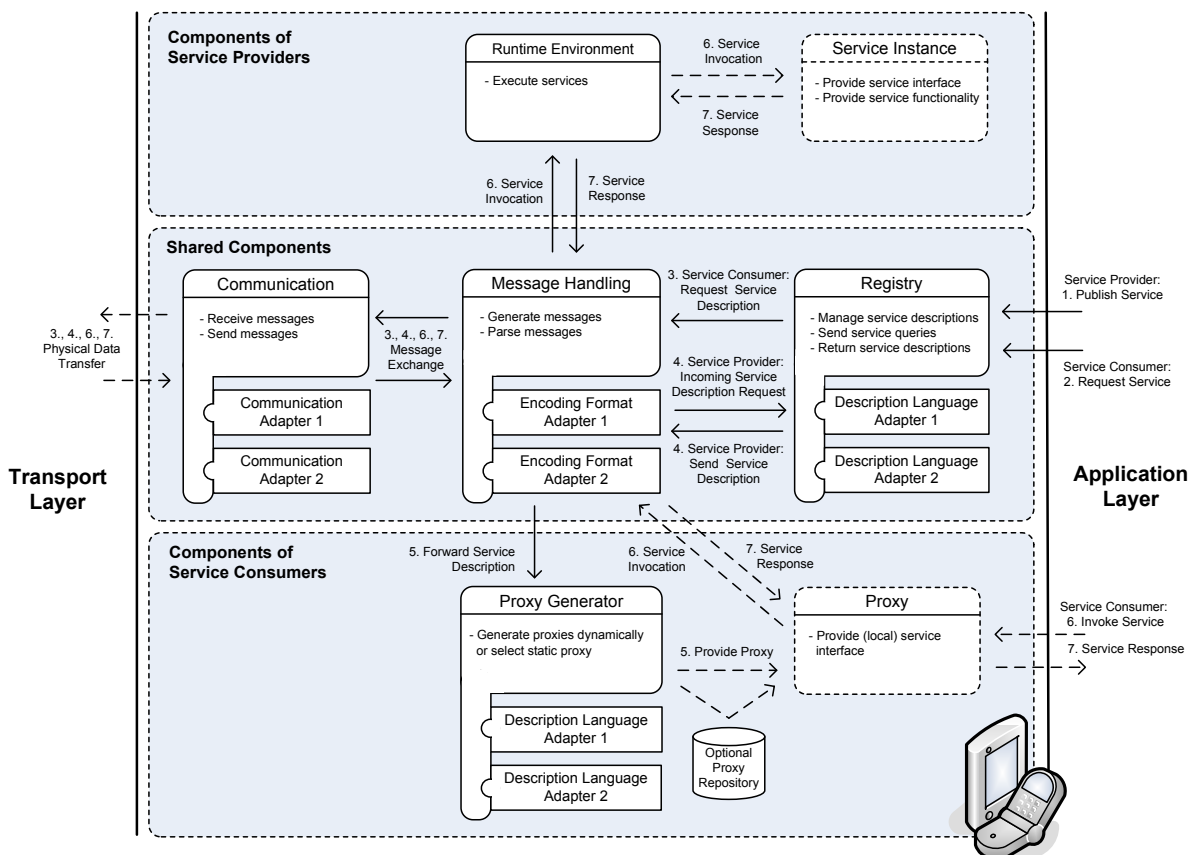 Components of
Service Providers
Runtime Environment
- Execute services
6. Service
Invocation
7. Service
Sesponse
Service Instance
- Provide service interface
- Provide service functionality
6. Service
Invocation
7. Service
Response
Shared Components
Communication
- Receive messages
- Send messages
Communication
Adapter 1
Communication
Adapter 2
3., 4., 6., 7.
Physical Data
Transfer
3., 4., 6., 7.
Message
Exchange
Message Handling
- Generate messages
- Parse messages
Encoding Format
Adapter 1
Encoding Format
Adapter 2
3. Service Consumer:
Request Service
Description
4. Service Provider:
Incoming Service
Description Request
4. Service Provider:
Send Service
Description
Registry
- Manage service descriptions
- Send service queries
- Return service descriptions
Description Language
Adapter 1
Description Language
Adapter 2
Service Provider:
1. Publish Service
Service Consumer:
2. Request Service
Transport
Layer
Application
Layer
Components of
Service Consumers
5. Forward Service
Description
6. Service
Invocation
7. Service
Response
Proxy Generator
- Generate proxies dynamically
or select static proxy
Description Language
Adapter 1
Description Language
Adapter 2
5. Provide Proxy
Optional
Proxy
Repository
Proxy
- Provide (local) service
interface
Service Consumer:
6. Invoke Service
7. Service Response